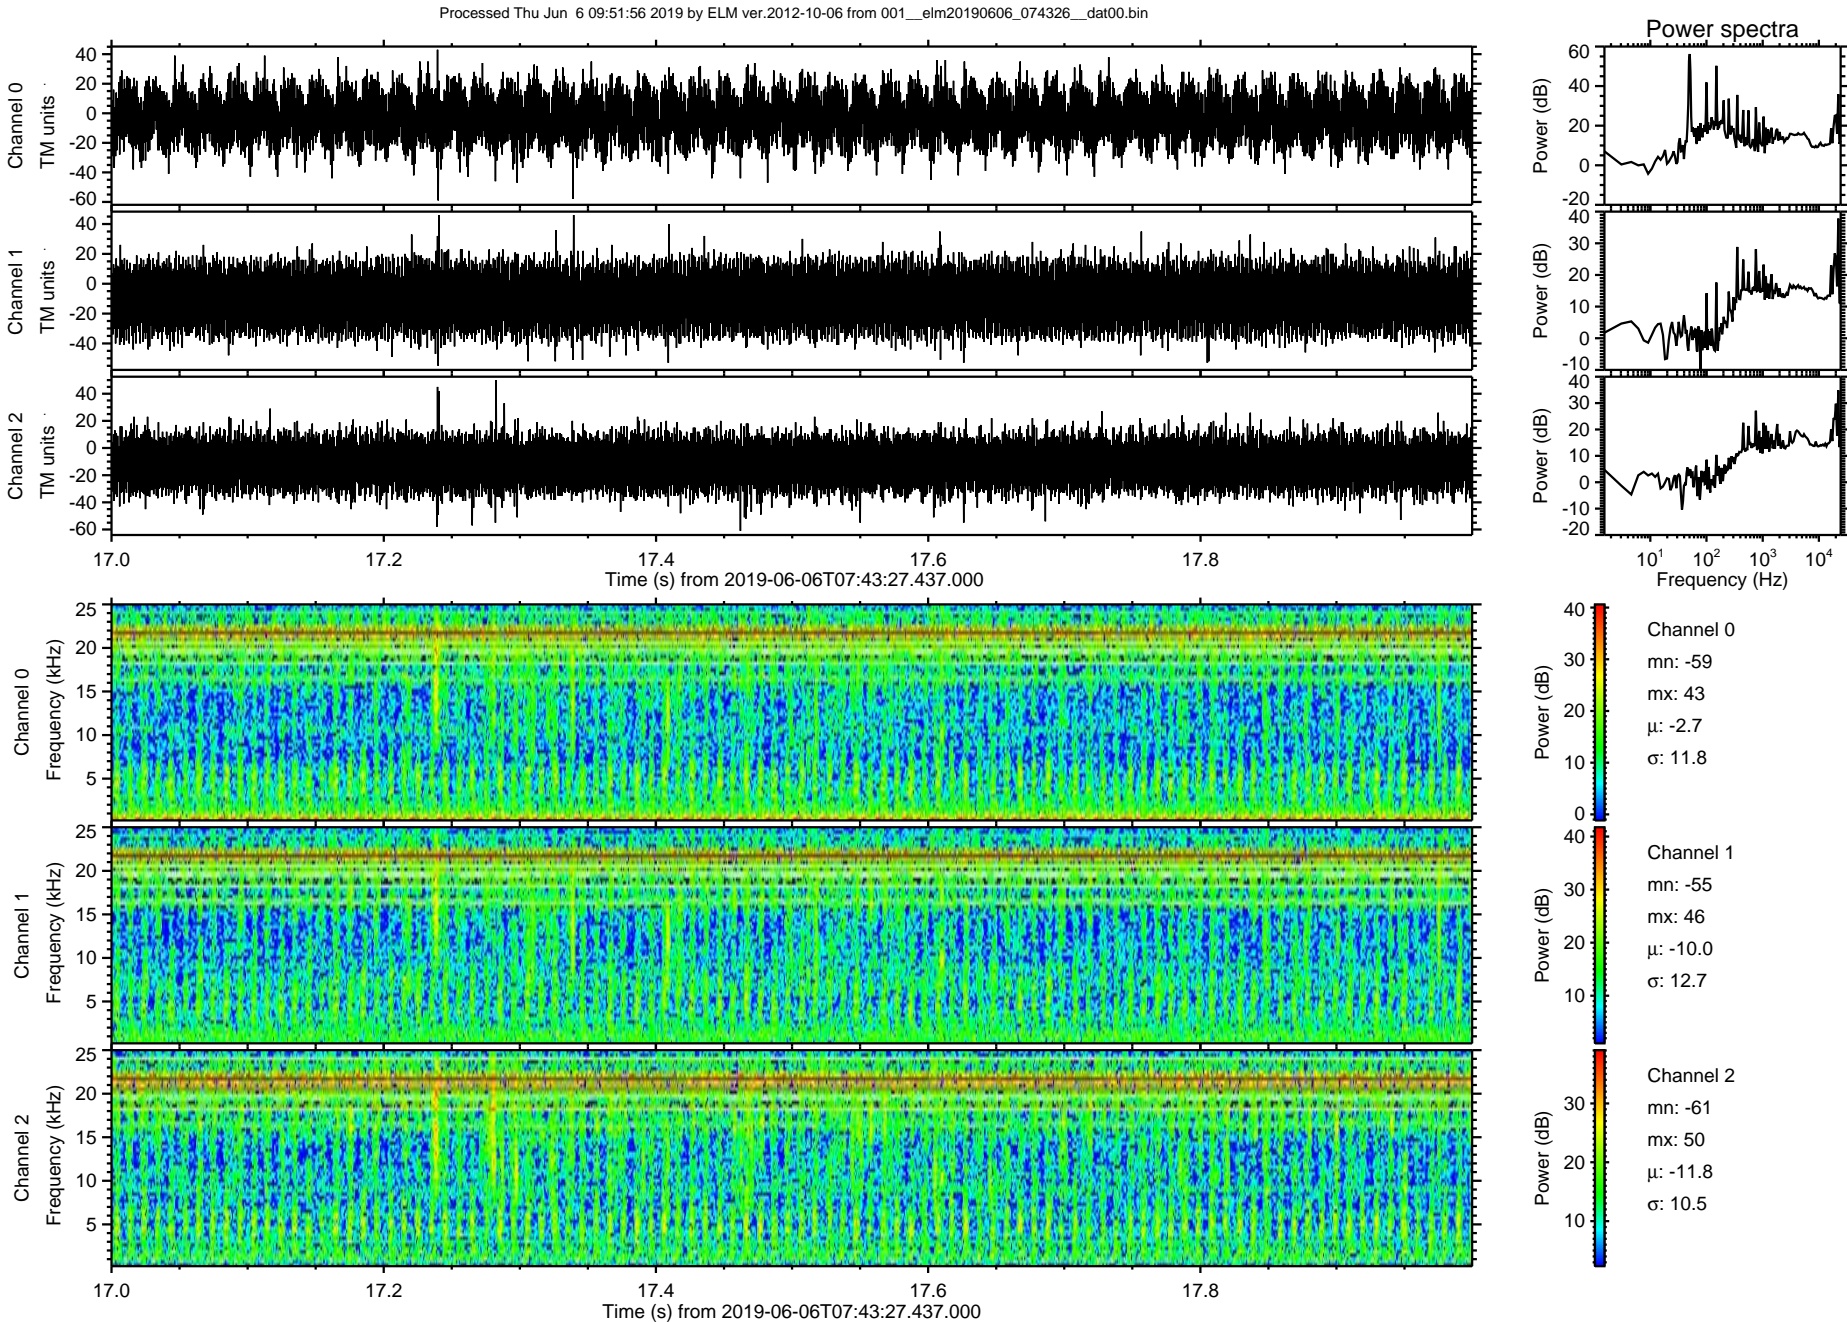 Processed Thu Jun  6 09:51:56 2019 by ELM ver.2012-10-06 from 001__elm20190606_074326__dat00.bin
Power spectra
Channel 0
TM units
40
20
0
-20
-40
-60
Power (dB)
60
40
20
0
-20
Channel 1
TM units
40
20
0
-20
-40
Power (dB)
40
30
20
10
0
-10
Channel 2
TM units
40
20
0
-20
-40
-60
Power (dB)
40
30
20
10
0
-10
-20
17.0 17.2 17.4 17.6 17.8
Time (s) from 2019-06-06T07:43:27.437.000
10^1 10^2 10^3 10^4
Frequency (Hz)
Channel 0
Frequency (kHz)
25
20
15
10
5
Power (dB)
40
30
20
10
0
Channel 0
mn: -59
mx: 43
μ: -2.7
σ: 11.8
Channel 1
Frequency (kHz)
25
20
15
10
5
Power (dB)
40
30
20
10
Channel 1
mn: -55
mx: 46
μ: -10.0
σ: 12.7
Channel 2
Frequency (kHz)
25
20
15
10
5
Power (dB)
30
20
10
Channel 2
mn: -61
mx: 50
μ: -11.8
σ: 10.5
17.0 17.2 17.4 17.6 17.8
Time (s) from 2019-06-06T07:43:27.437.000